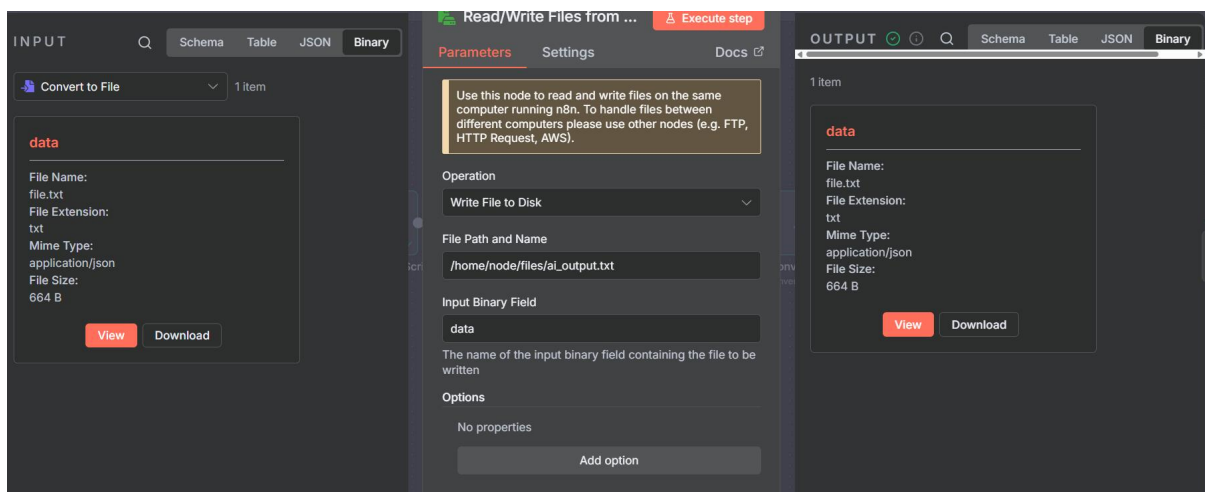 INPUT
Schema
Table
JSON
Binary
Convert to File
1 item
data
File Name:
file.txt
File Extension:
txt
Mime Type:
application/json
File Size:
664 B
View
Download
Read/Write Files from ...
Execute step
Parameters
Settings
Docs
Use this node to read and write files on the same
computer running n8n. To handle files between
different computers please use other nodes (e.g. FTP,
HTTP Request, AWS).
Operation
Write File to Disk
File Path and Name
/home/node/files/ai_output.txt
Input Binary Field
data
The name of the input binary field containing the file to be
written
Options
No properties
Add option
OUTPUT
Schema
Table
JSON
Binary
1 item
data
File Name:
file.txt
File Extension:
txt
Mime Type:
application/json
File Size:
664 B
View
Download